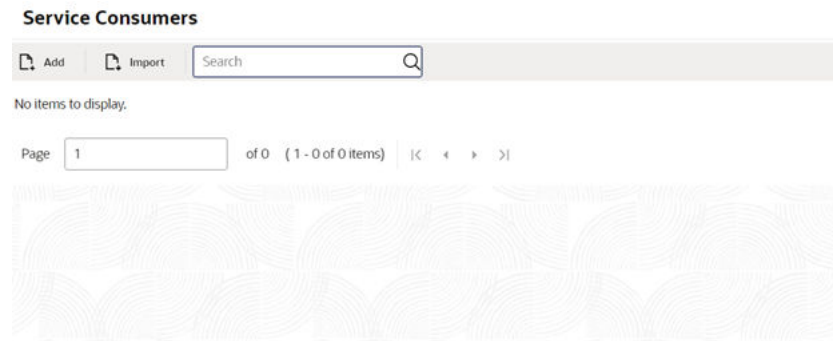 Service Consumers
Add Import Search
No items to display.
Page 1 of 0 ( 1 - 0 of 0 items)